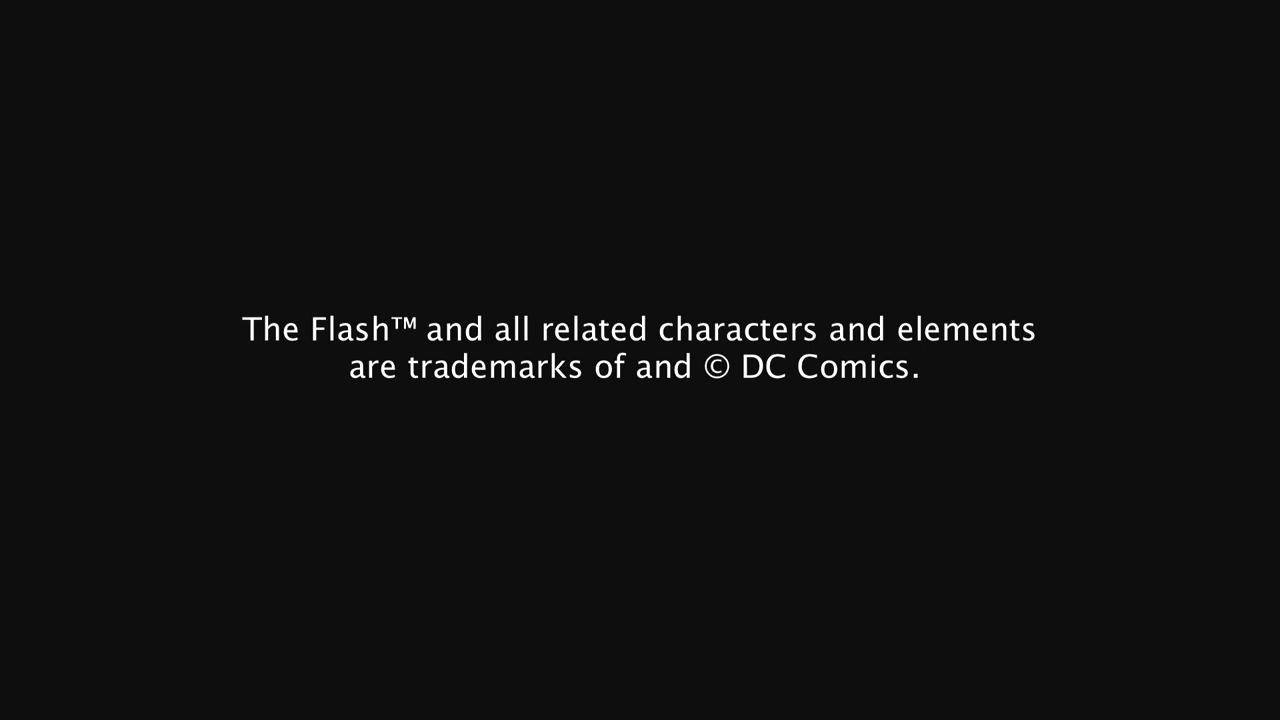 The Flash™ and all related characters and elements
are trademarks of and © DC Comics.